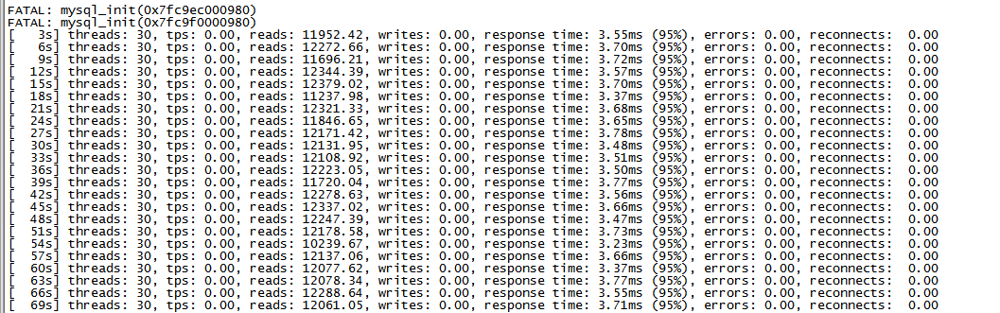 FATAL: mysql_init(0x7fc9ec000980)
FATAL: mysql_init(0x7fc9f0000980)
[   3s] threads: 30, tps: 0.00, reads: 11952.42, writes: 0.00, response time: 3.55ms (95%), errors: 0.00, reconnects:  0.00
[   6s] threads: 30, tps: 0.00, reads: 12272.66, writes: 0.00, response time: 3.70ms (95%), errors: 0.00, reconnects:  0.00
[   9s] threads: 30, tps: 0.00, reads: 11696.21, writes: 0.00, response time: 3.72ms (95%), errors: 0.00, reconnects:  0.00
[  12s] threads: 30, tps: 0.00, reads: 12344.39, writes: 0.00, response time: 3.57ms (95%), errors: 0.00, reconnects:  0.00
[  15s] threads: 30, tps: 0.00, reads: 12379.02, writes: 0.00, response time: 3.70ms (95%), errors: 0.00, reconnects:  0.00
[  18s] threads: 30, tps: 0.00, reads: 11237.98, writes: 0.00, response time: 3.37ms (95%), errors: 0.00, reconnects:  0.00
[  21s] threads: 30, tps: 0.00, reads: 12321.33, writes: 0.00, response time: 3.68ms (95%), errors: 0.00, reconnects:  0.00
[  24s] threads: 30, tps: 0.00, reads: 11846.65, writes: 0.00, response time: 3.65ms (95%), errors: 0.00, reconnects:  0.00
[  27s] threads: 30, tps: 0.00, reads: 12171.42, writes: 0.00, response time: 3.78ms (95%), errors: 0.00, reconnects:  0.00
[  30s] threads: 30, tps: 0.00, reads: 12131.95, writes: 0.00, response time: 3.48ms (95%), errors: 0.00, reconnects:  0.00
[  33s] threads: 30, tps: 0.00, reads: 12108.92, writes: 0.00, response time: 3.51ms (95%), errors: 0.00, reconnects:  0.00
[  36s] threads: 30, tps: 0.00, reads: 12223.05, writes: 0.00, response time: 3.50ms (95%), errors: 0.00, reconnects:  0.00
[  39s] threads: 30, tps: 0.00, reads: 11720.04, writes: 0.00, response time: 3.77ms (95%), errors: 0.00, reconnects:  0.00
[  42s] threads: 30, tps: 0.00, reads: 12278.63, writes: 0.00, response time: 3.56ms (95%), errors: 0.00, reconnects:  0.00
[  45s] threads: 30, tps: 0.00, reads: 12337.02, writes: 0.00, response time: 3.66ms (95%), errors: 0.00, reconnects:  0.00
[  48s] threads: 30, tps: 0.00, reads: 12247.39, writes: 0.00, response time: 3.47ms (95%), errors: 0.00, reconnects:  0.00
[  51s] threads: 30, tps: 0.00, reads: 12178.58, writes: 0.00, response time: 3.73ms (95%), errors: 0.00, reconnects:  0.00
[  54s] threads: 30, tps: 0.00, reads: 10239.67, writes: 0.00, response time: 3.23ms (95%), errors: 0.00, reconnects:  0.00
[  57s] threads: 30, tps: 0.00, reads: 12137.06, writes: 0.00, response time: 3.66ms (95%), errors: 0.00, reconnects:  0.00
[  60s] threads: 30, tps: 0.00, reads: 12077.62, writes: 0.00, response time: 3.37ms (95%), errors: 0.00, reconnects:  0.00
[  63s] threads: 30, tps: 0.00, reads: 12078.34, writes: 0.00, response time: 3.77ms (95%), errors: 0.00, reconnects:  0.00
[  66s] threads: 30, tps: 0.00, reads: 12288.64, writes: 0.00, response time: 3.55ms (95%), errors: 0.00, reconnects:  0.00
[  69s] threads: 30, tps: 0.00, reads: 12061.05, writes: 0.00, response time: 3.71ms (95%), errors: 0.00, reconnects:  0.00